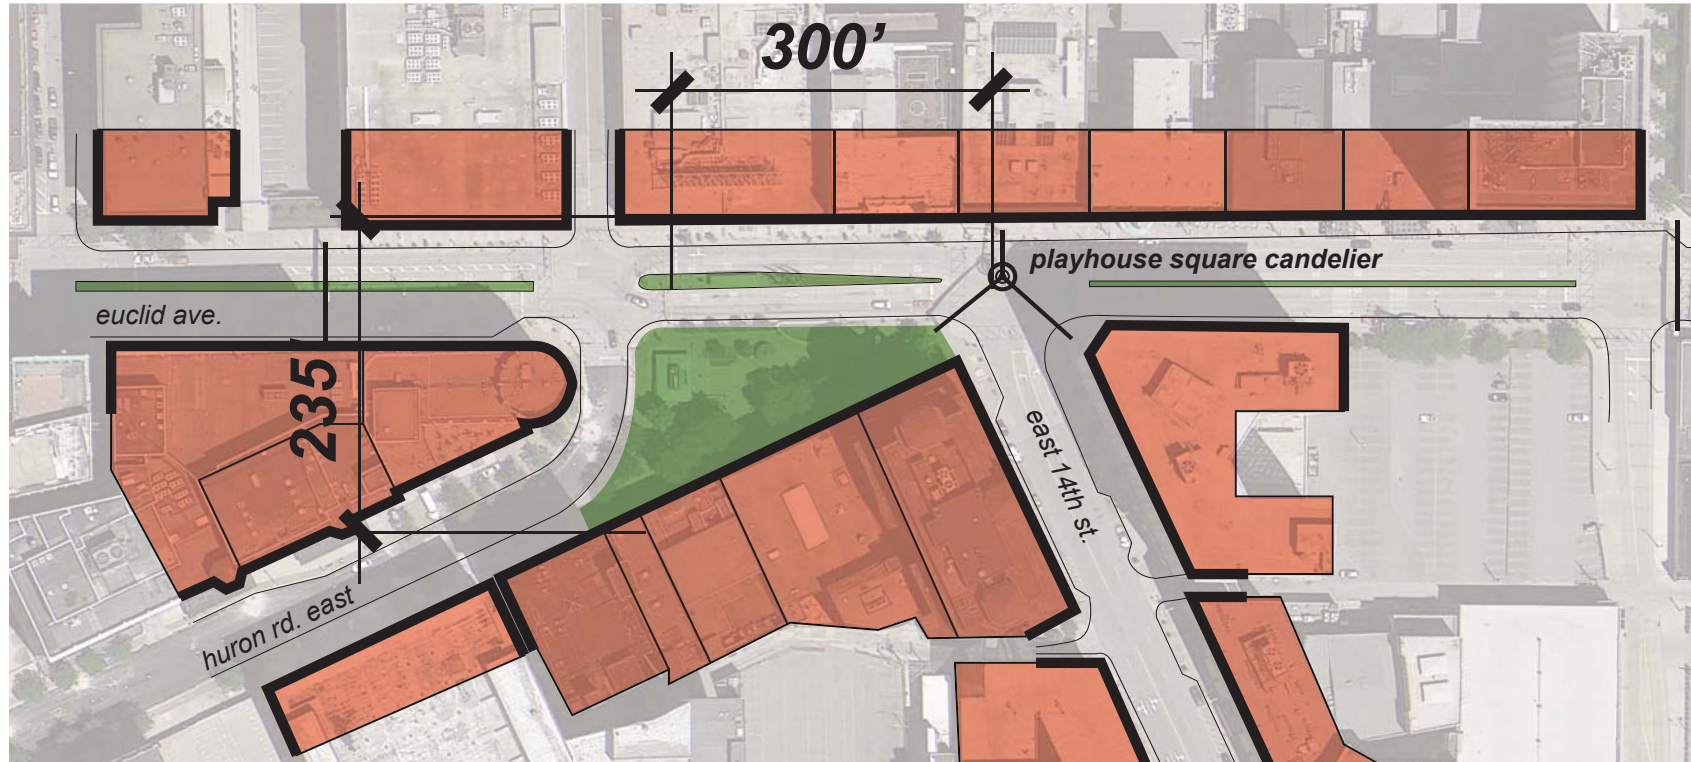 300’
playhouse square candelier
euclid ave.
235’
east 14th st.
huron rd. east